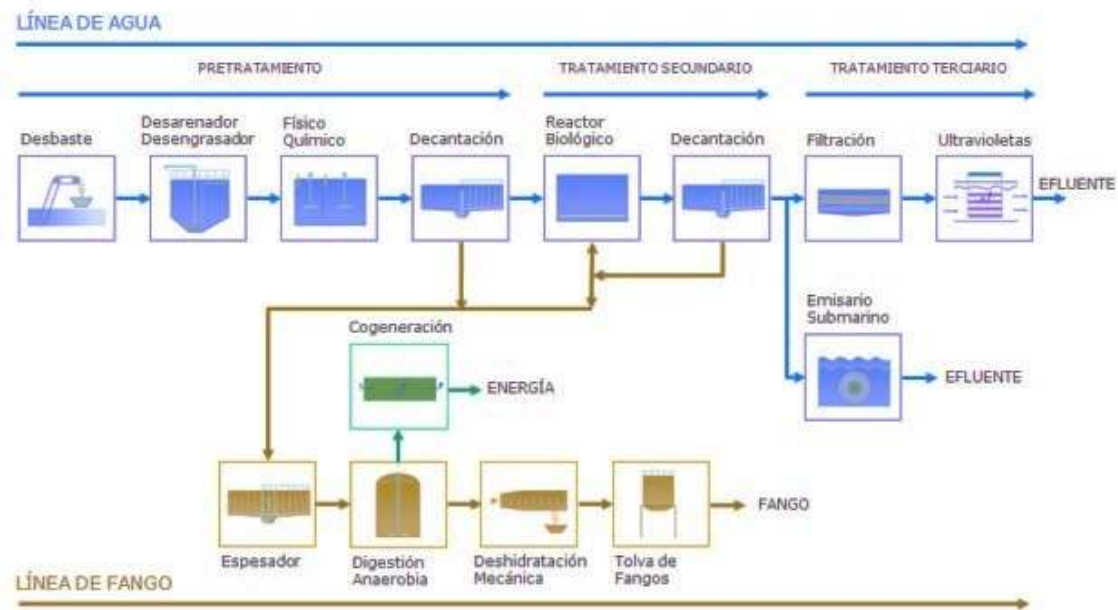 LÍNEA DE AGUA
PRETRATAMIENTO
TRATAMIENTO SECUNDARIO
TRATAMIENTO TERCIARIO
Desbaste
Desarenador
Desengrasador
Físico
Químico
Decantación
Reactor
Biológico
Decantación
Filtración
Ultravioletas
EFLUENTE
Emisario
Submarino
EFLUENTE
Cogeneración
ENERGÍA
FANGO
Espesador
Digestión
Anaerobia
Deshidratación
Mecánica
Tolva de
Fangos
LÍNEA DE FANGO